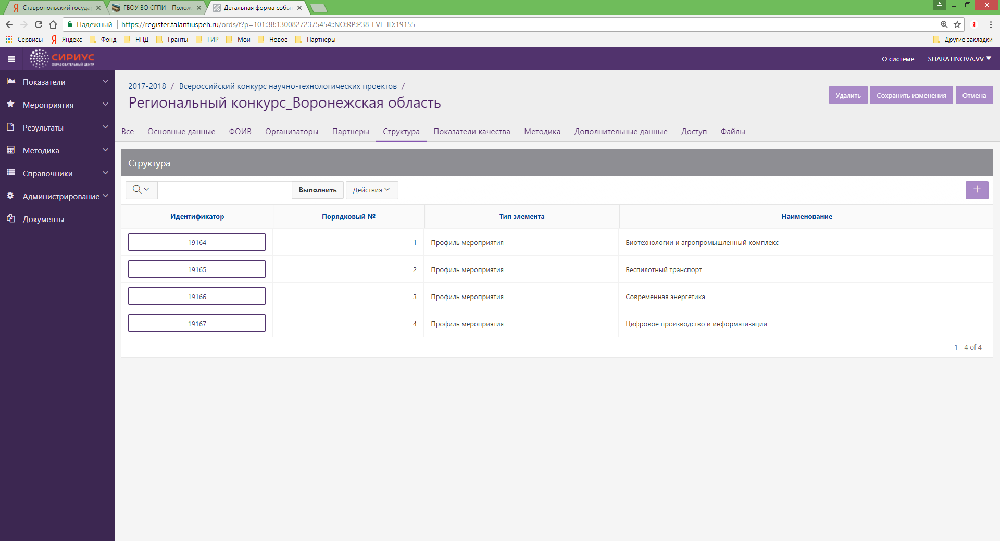 Ставропольский госуда
ГБОУ ВО СГПИ - Полож
Детальная форма собы
Надежный
https://register.talantiuspeh.ru/ords/f?p=101:38:13008272375454::NO:RP:P38_EVE_ID:19155
Сервисы
Яндекс
Фонд
НПД
Гранты
ГИР
Мои
Новое
Партнеры
Другие закладки
СИРИУС
ОБРАЗОВАТЕЛЬНЫЙ ЦЕНТР
О системе
SHARATINOVA.VV
Показатели
Мероприятия
Результаты
Методика
Справочники
Администрирование
Документы
2017-2018 / Всероссийский конкурс научно-технологических проектов /
Региональный конкурс_Воронежская область
Удалить
Сохранить изменения
Отмена
Все
Основные данные
ФОИВ
Организаторы
Партнеры
Структура
Показатели качества
Методика
Дополнительные данные
Доступ
Файлы
Структура
Выполнить
Действия
Идентификатор Порядковый № Тип элемента Наименование
19164 1 Профиль мероприятия Биотехнологии и агропромышленный комплекс
19165 2 Профиль мероприятия Беспилотный транспорт
19166 3 Профиль мероприятия Современная энергетика
19167 4 Профиль мероприятия Цифровое производство и информатизации
1 - 4 of 4